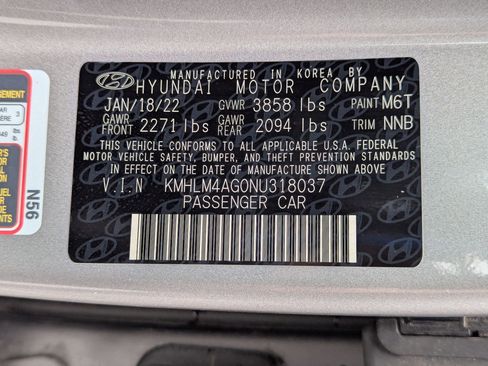 MANUFACTURED IN KOREA BY
HYUNDAI MOTOR COMPANY
JAN/18/22 GVWR 3858 lbs PAINT M6T
GAWR FRONT 2271 lbs GAWR REAR 2094 lbs TRIM NNB
THIS VEHICLE CONFORMS TO ALL APPLICABLE U.S.A. FEDERAL
MOTOR VEHICLE SAFETY, BUMPER, AND THEFT PREVENTION STANDARDS
IN EFFECT ON THE DATE OF MANUFACTURE SHOWN ABOVE
V.I.N KMHLM4AG0NU318037
PASSENGER CAR
N56
3